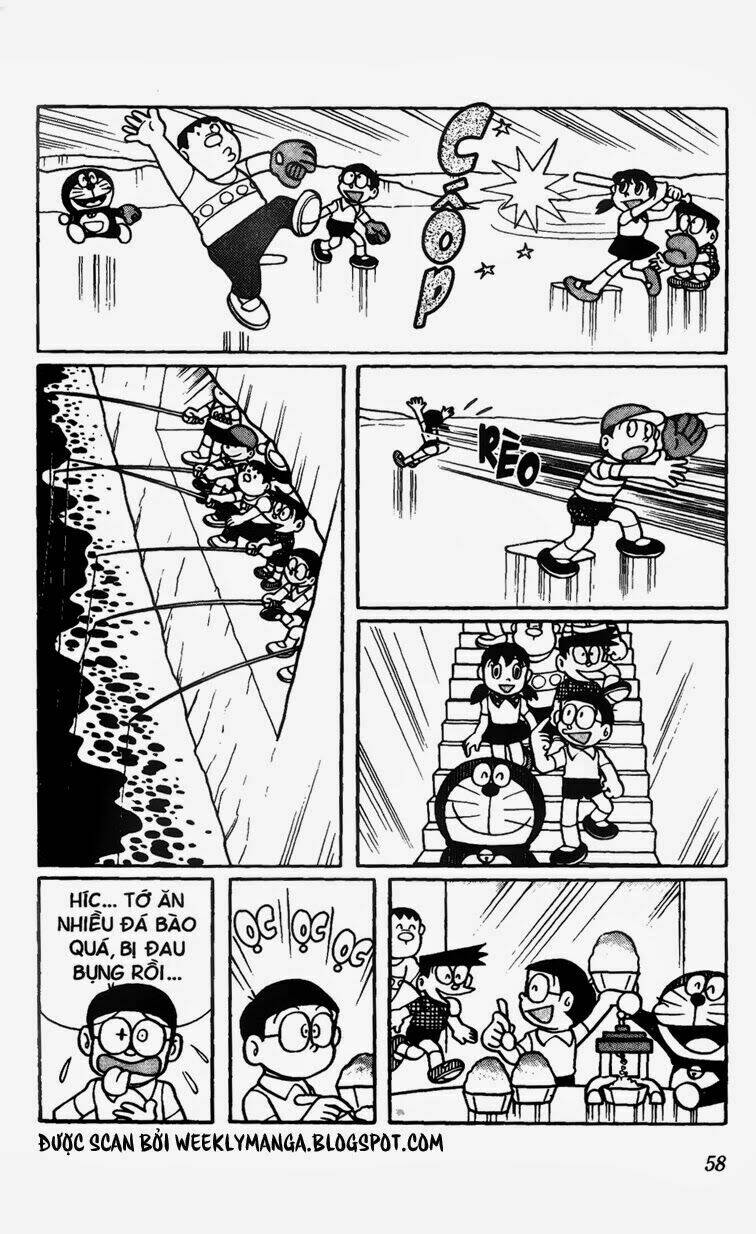 CỐP
RÈO
ỌC ỌC ỌC
HÍC... TỚ ĂN
NHIỀU ĐÁ BÀO
QUÁ, BỊ ĐAU
BỤNG RỒI...
ĐƯỢC SCAN BỞI WEEKLYMANGA.BLOGSPOT.COM
58